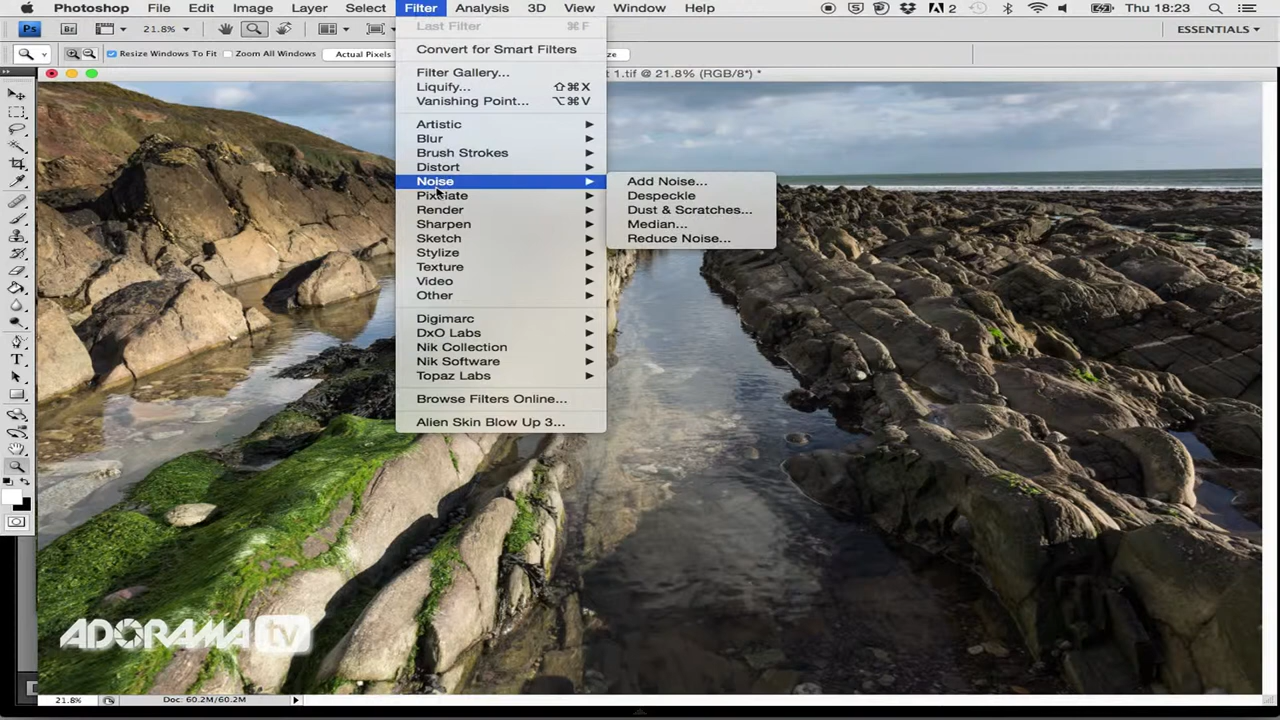 Photoshop File Edit Image Layer Select Filter Analysis 3D View Window Help 2 Thu 18:23
Ps Br 21.8% ESSENTIALS
Resize Windows To Fit Zoom All Windows Actual Pixels
1.tif @ 21.8% (RGB/8*) *
Last Filter ⌘F
Convert for Smart Filters
Filter Gallery...
Liquify... ⇧⌘X
Vanishing Point... ⌥⌘V
Artistic
Blur
Brush Strokes
Distort
Noise
Pixelate
Render
Sharpen
Sketch
Stylize
Texture
Video
Other
Digimarc
DxO Labs
Nik Collection
Nik Software
Topaz Labs
Browse Filters Online...
Alien Skin Blow Up 3...
Add Noise...
Despeckle
Dust & Scratches...
Median...
Reduce Noise...
ADORAMA tv
21.8% Doc: 60.2M/60.2M